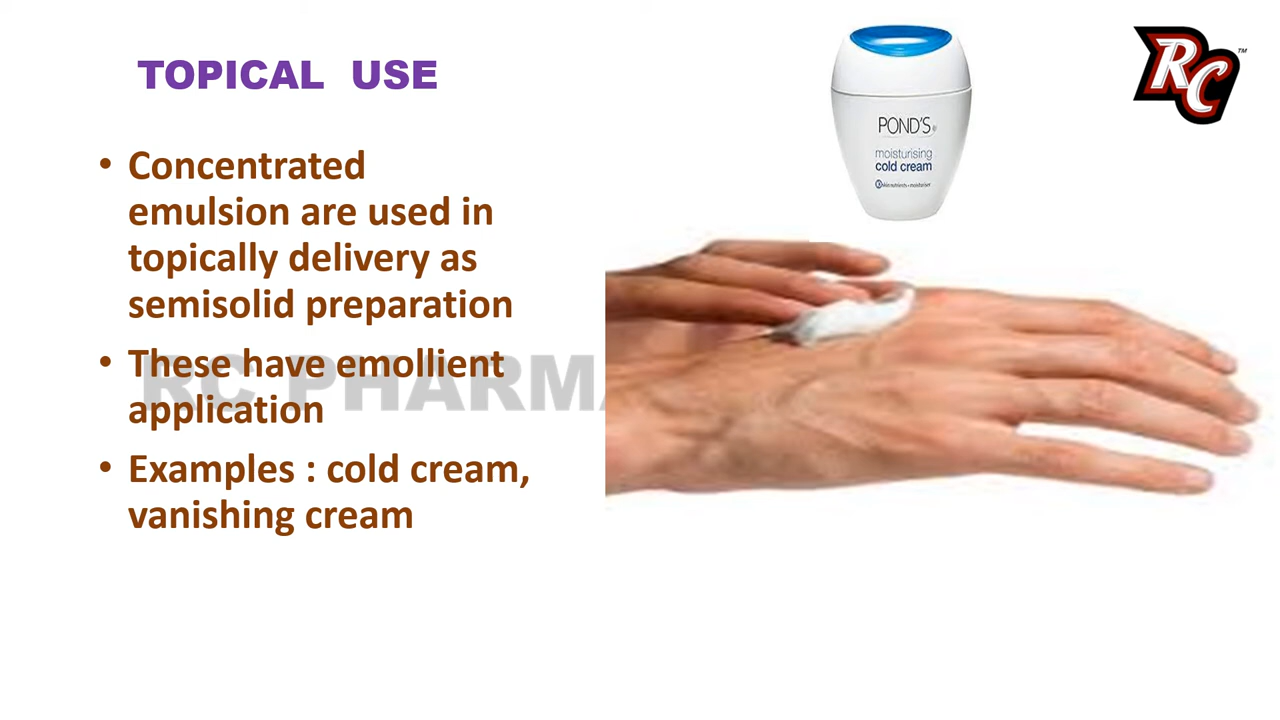 TOPICAL USE
• Concentrated
emulsion are used in
topically delivery as
semisolid preparation
• These have emollient
application
• Examples : cold cream,
vanishing cream
RC PHARMA
POND'S
moisturising
cold cream
RC™